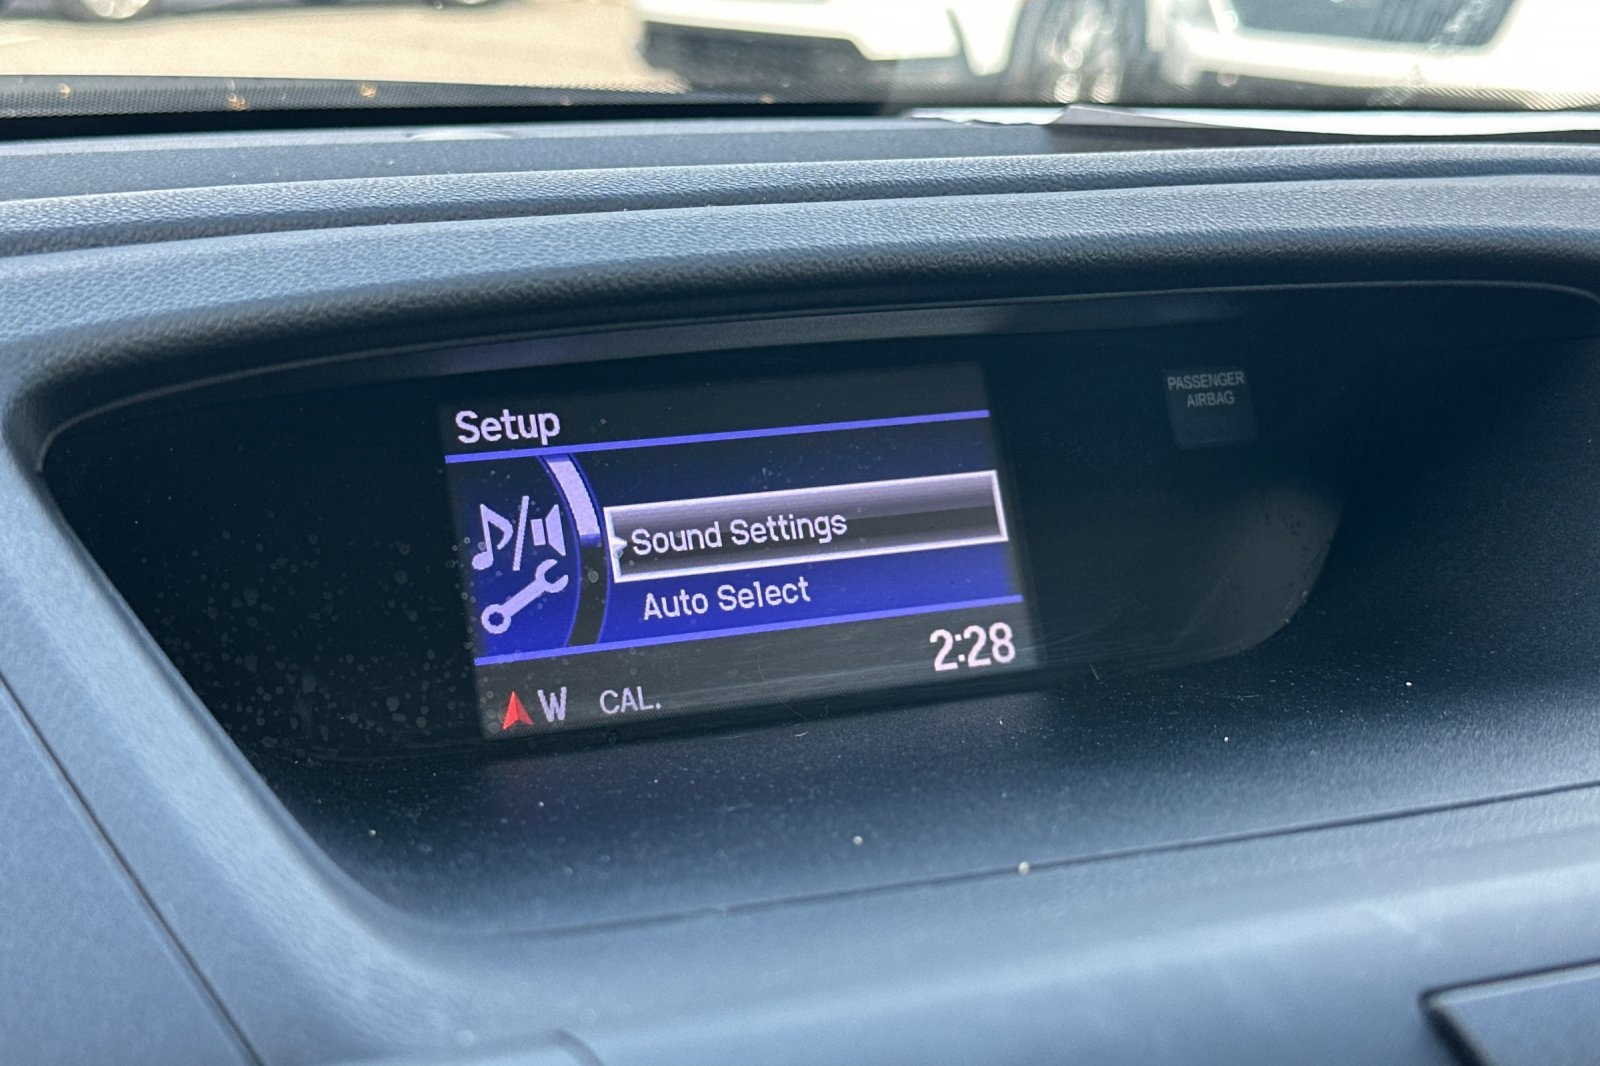 Setup
Sound Settings
Auto Select
2:28
W CAL.
PASSENGER
AIRBAG